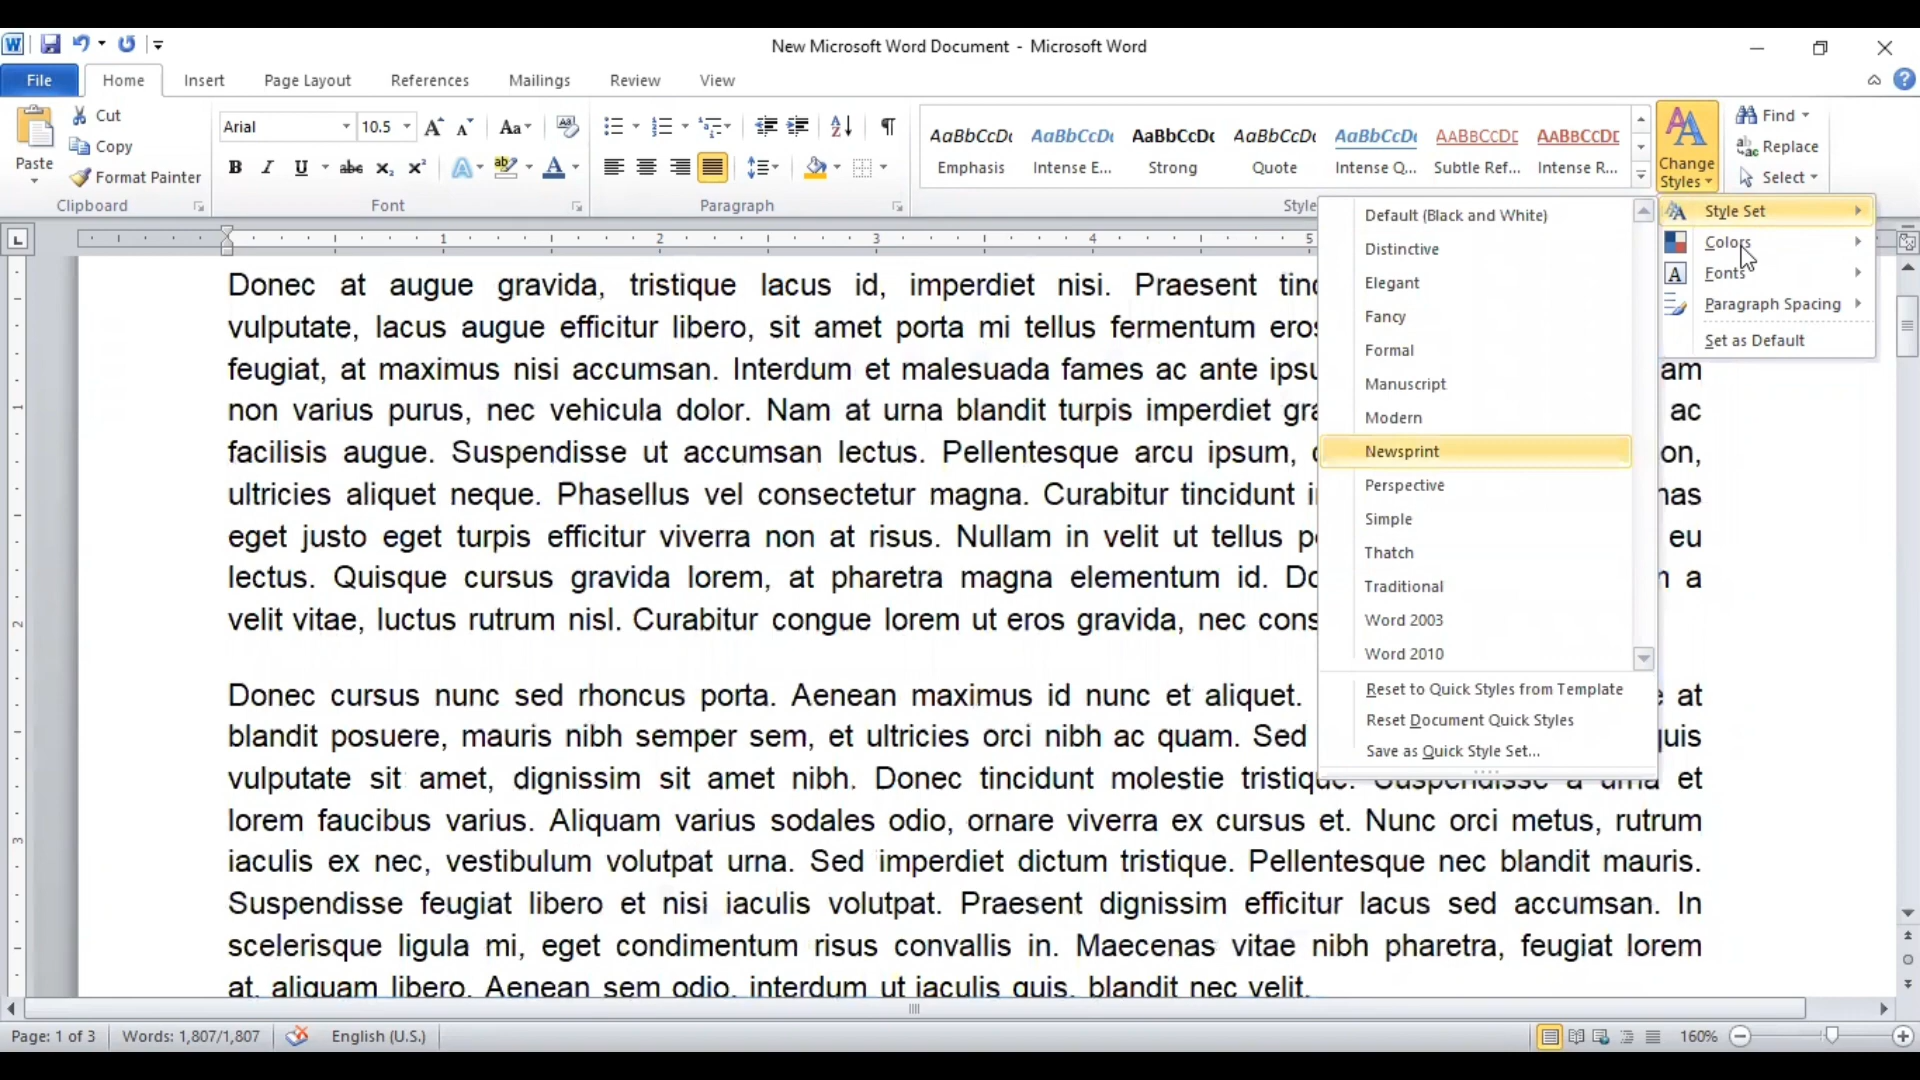 New Microsoft Word Document - Microsoft Word
File Home Insert Page Layout References Mailings Review View
Paste
Cut
Copy
Format Painter
Clipboard
Arial 10.5
Font
Paragraph
AaBbCcDc AaBbCcDc AaBbCcDc AaBbCcDc AaBbCcDc AABBCCDC AABBCCDC
Emphasis Intense E... Strong Quote Intense Q... Subtle Ref... Intense R...
Style
Change
Styles
Find
Replace
Select
Style Set
Colors
Fonts
Paragraph Spacing
Set as Default
Default (Black and White)
Distinctive
Elegant
Fancy
Formal
Manuscript
Modern
Newsprint
Perspective
Simple
Thatch
Traditional
Word 2003
Word 2010
Reset to Quick Styles from Template
Reset Document Quick Styles
Save as Quick Style Set...
1 2 3 4 5
1
2
3
Donec at augue gravida, tristique lacus id, imperdiet nisi. Praesent tinc
vulputate, lacus augue efficitur libero, sit amet porta mi tellus fermentum eros
feugiat, at maximus nisi accumsan. Interdum et malesuada fames ac ante ipsu am
non varius purus, nec vehicula dolor. Nam at urna blandit turpis imperdiet gra ac
facilisis augue. Suspendisse ut accumsan lectus. Pellentesque arcu ipsum, on,
ultricies aliquet neque. Phasellus vel consectetur magna. Curabitur tincidunt nas
eget justo eget turpis efficitur viverra non at risus. Nullam in velit ut tellus eu
lectus. Quisque cursus gravida lorem, at pharetra magna elementum id. Do a
velit vitae, luctus rutrum nisl. Curabitur congue lorem ut eros gravida, nec cons
Donec cursus nunc sed rhoncus porta. Aenean maximus id nunc et aliquet. at
blandit posuere, mauris nibh semper sem, et ultricies orci nibh ac quam. Sed quis
vulputate sit amet, dignissim sit amet nibh. Donec tincidunt molestie tristique. Suspendisse a urna et
lorem faucibus varius. Aliquam varius sodales odio, ornare viverra ex cursus et. Nunc orci metus, rutrum
iaculis ex nec, vestibulum volutpat urna. Sed imperdiet dictum tristique. Pellentesque nec blandit mauris.
Suspendisse feugiat libero et nisi iaculis volutpat. Praesent dignissim efficitur lacus sed accumsan. In
scelerisque ligula mi, eget condimentum risus convallis in. Maecenas vitae nibh pharetra, feugiat lorem
at, aliquam libero. Aenean sem odio, interdum ut iaculis quis, blandit nec velit.
Page: 1 of 3 Words: 1,807/1,807 English (U.S.) 160%